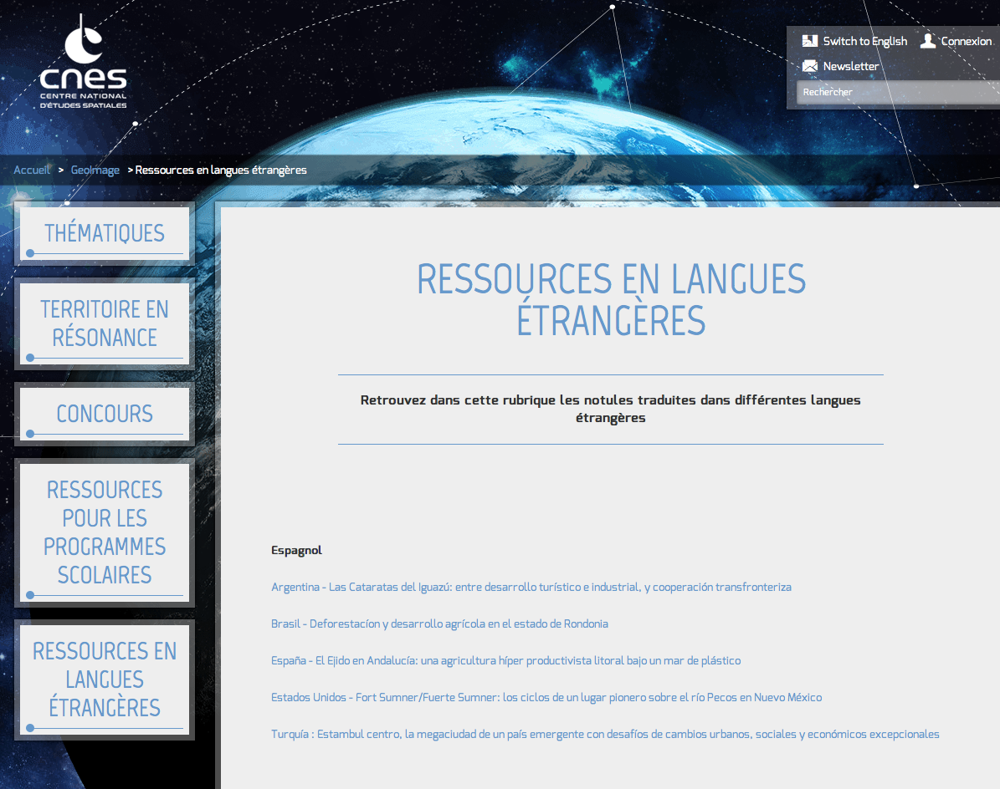 cnes
CENTRE NATIONAL
D'ÉTUDES SPATIALES
Switch to English
Connexion
Newsletter
Rechercher
Accueil > GeoImage > Ressources en langues étrangères
THÉMATIQUES
TERRITOIRE EN
RÉSONANCE
CONCOURS
RESSOURCES
POUR LES
PROGRAMMES
SCOLAIRES
RESSOURCES EN
LANGUES
ÉTRANGÈRES
RESSOURCES EN LANGUES
ÉTRANGÈRES
Retrouvez dans cette rubrique les notules traduites dans différentes langues
étrangères
Espagnol
Argentina - Las Cataratas del Iguazú: entre desarrollo turístico e industrial, y cooperación transfronteriza
Brasil - Deforestacíon y desarrollo agrícola en el estado de Rondonia
España - El Ejido en Andalucía: una agricultura híper productivista litoral bajo un mar de plástico
Estados Unidos - Fort Sumner/Fuerte Sumner: los ciclos de un lugar pionero sobre el río Pecos en Nuevo México
Turquía : Estambul centro, la megaciudad de un país emergente con desafíos de cambios urbanos, sociales y económicos excepcionales